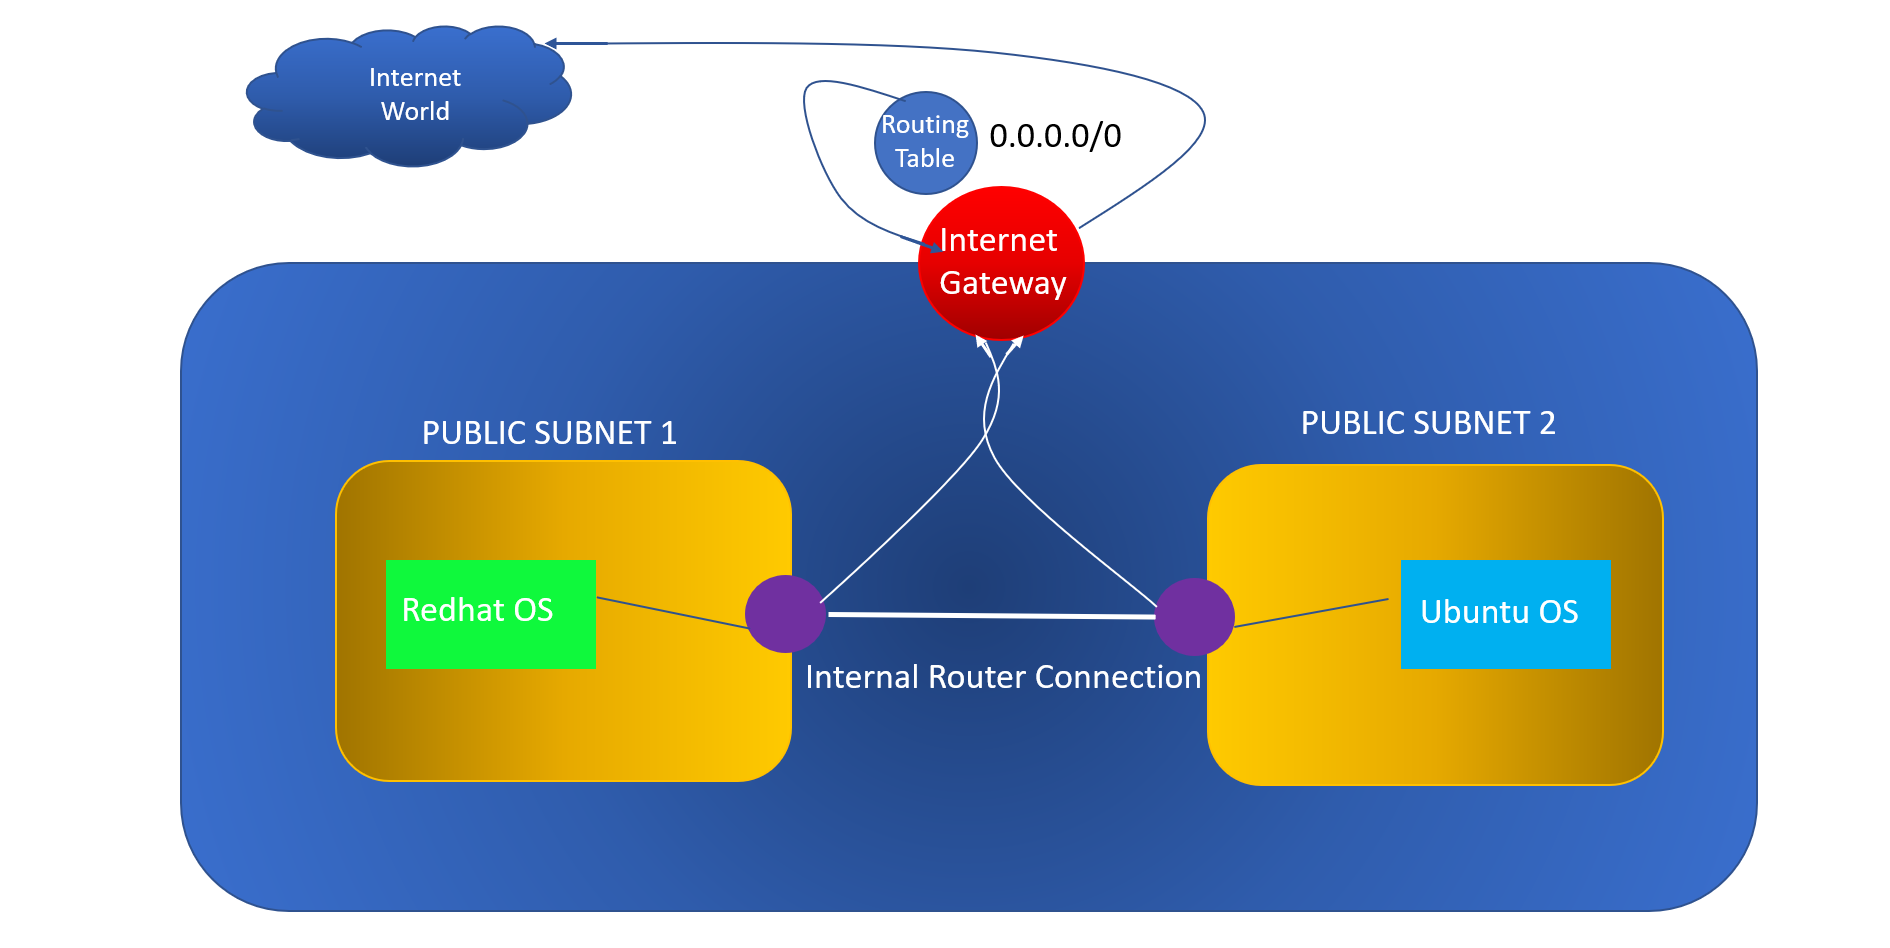 Internet
World
Routing
Table
0.0.0.0/0
Internet
Gateway
PUBLIC SUBNET 1
PUBLIC SUBNET 2
Redhat OS
Ubuntu OS
Internal Router Connection